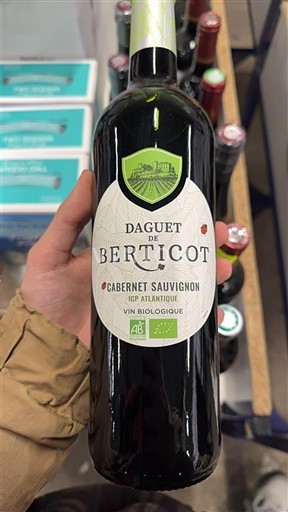 DAGUET
DE
BERTICOT
CABERNET SAUVIGNON
IGP ATLANTIQUE
VIN BIOLOGIQUE
AB